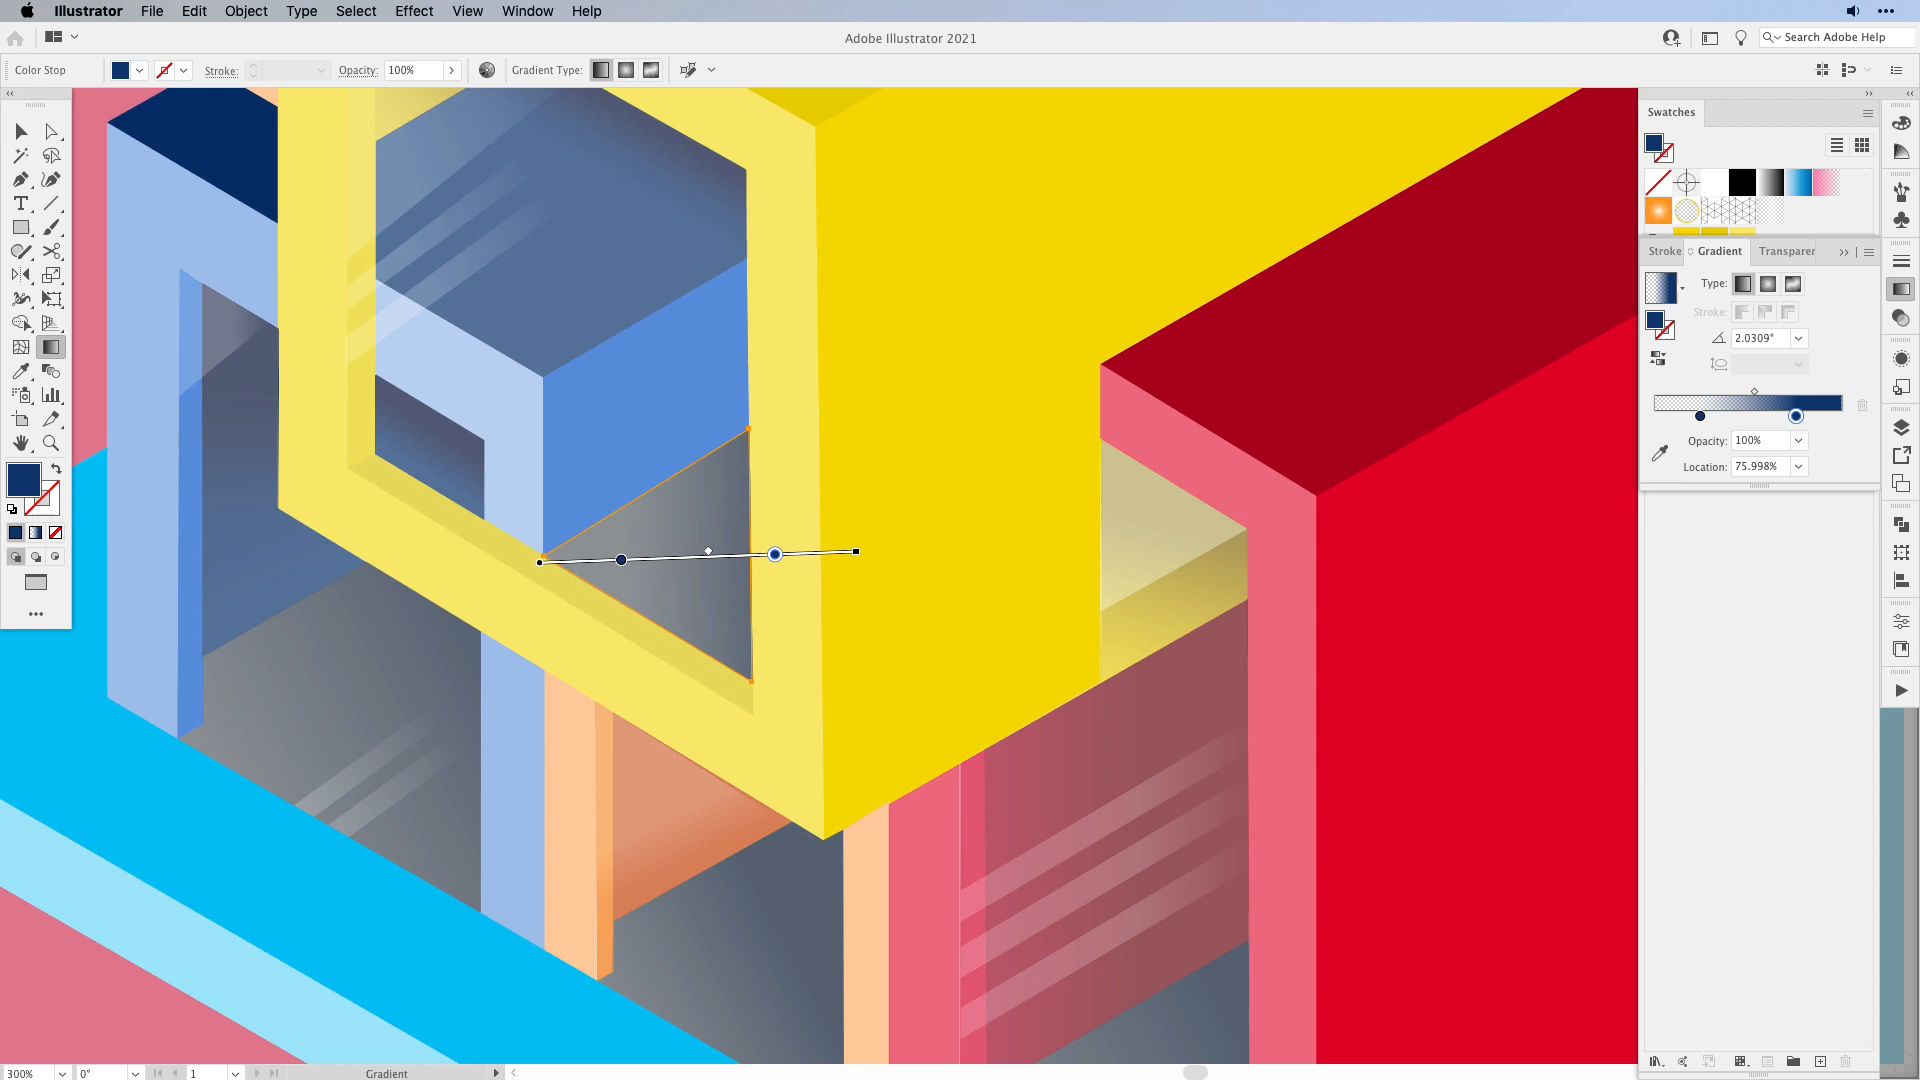 Illustrator File Edit Object Type Select Effect View Window Help
Adobe Illustrator 2021
Search Adobe Help
Color Stop
Stroke:
Opacity: 100%
Gradient Type:
Swatches
Stroke Gradient Transparer
Type:
Stroke:
2.0309°
Opacity: 100%
Location: 75.998%
300% 0° 1 Gradient